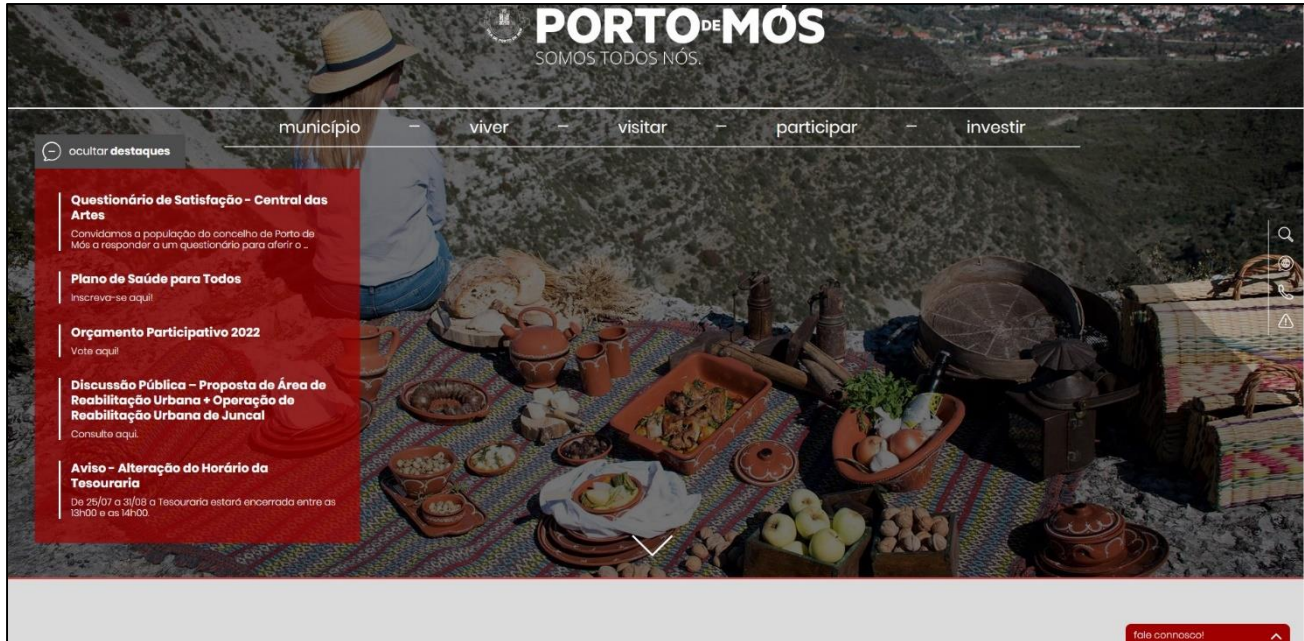 PORTO DE MÓS
SOMOS TODOS NÓS.
município – viver – visitar – participar – investir
ocultar destaques
Questionário de Satisfação - Central das
Artes
Convidamos a população do concelho de Porto de
Mós a responder a um questionário para aferir o ...
Plano de Saúde para Todos
Inscreva-se aqui!
Orçamento Participativo 2022
Vote aqui!
Discussão Pública – Proposta de Área de
Reabilitação Urbana + Operação de
Reabilitação Urbana de Juncal
Consulte aqui.
Aviso - Alteração do Horário da
Tesouraria
De 25/07 a 31/08 a Tesouraria estará encerrada entre as
13h00 e as 14h00.
fale connosco!